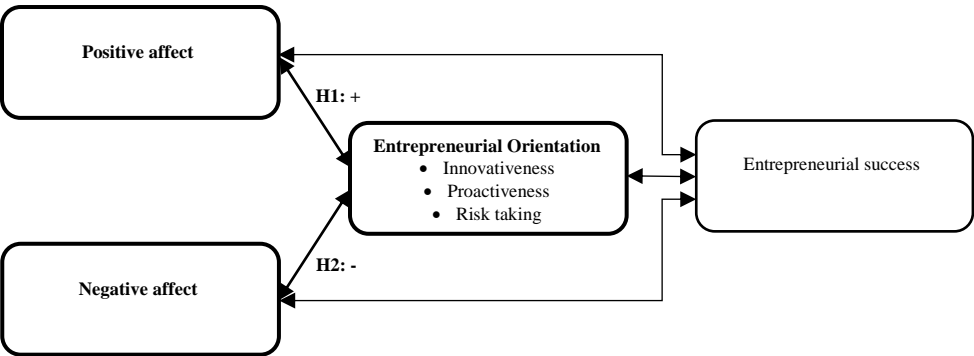 Positive affect
H1: +
Entrepreneurial Orientation
• Innovativeness
• Proactiveness
• Risk taking
Entrepreneurial success
H2: -
Negative affect